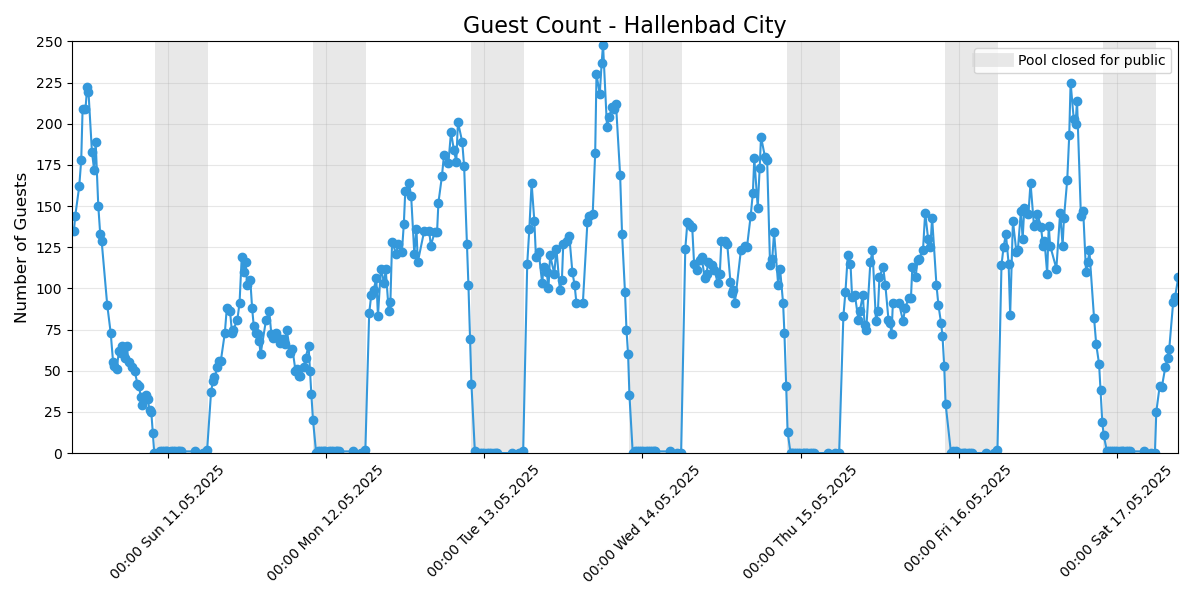 Guest Count - Hallenbad City
Pool closed for public
Number of Guests
250
225
200
175
150
125
100
75
50
25
0
00:00 Sun 11.05.2025
00:00 Mon 12.05.2025
00:00 Tue 13.05.2025
00:00 Wed 14.05.2025
00:00 Thu 15.05.2025
00:00 Fri 16.05.2025
00:00 Sat 17.05.2025